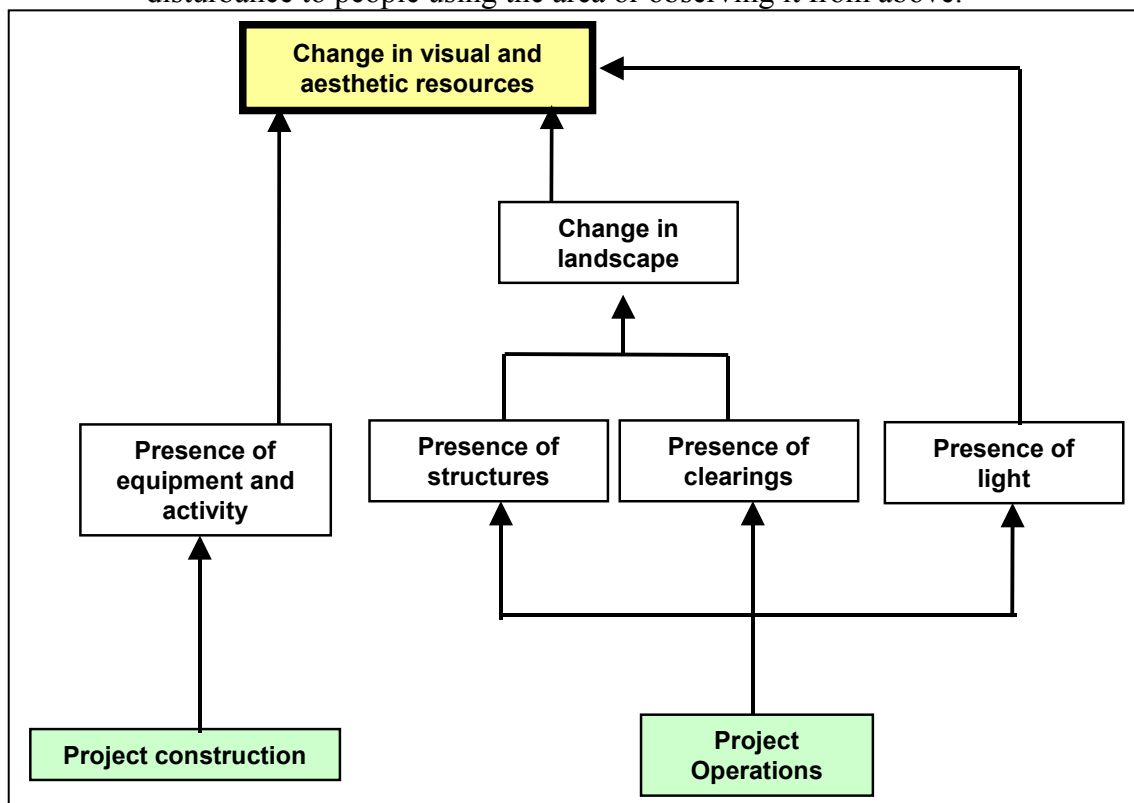 disturbance to people using the area or observing it from above.
Change in visual and
aesthetic resources
Change in
landscape
Presence of
equipment and
activity
Presence of
structures
Presence of
clearings
Presence of
light
Project construction
Project
Operations